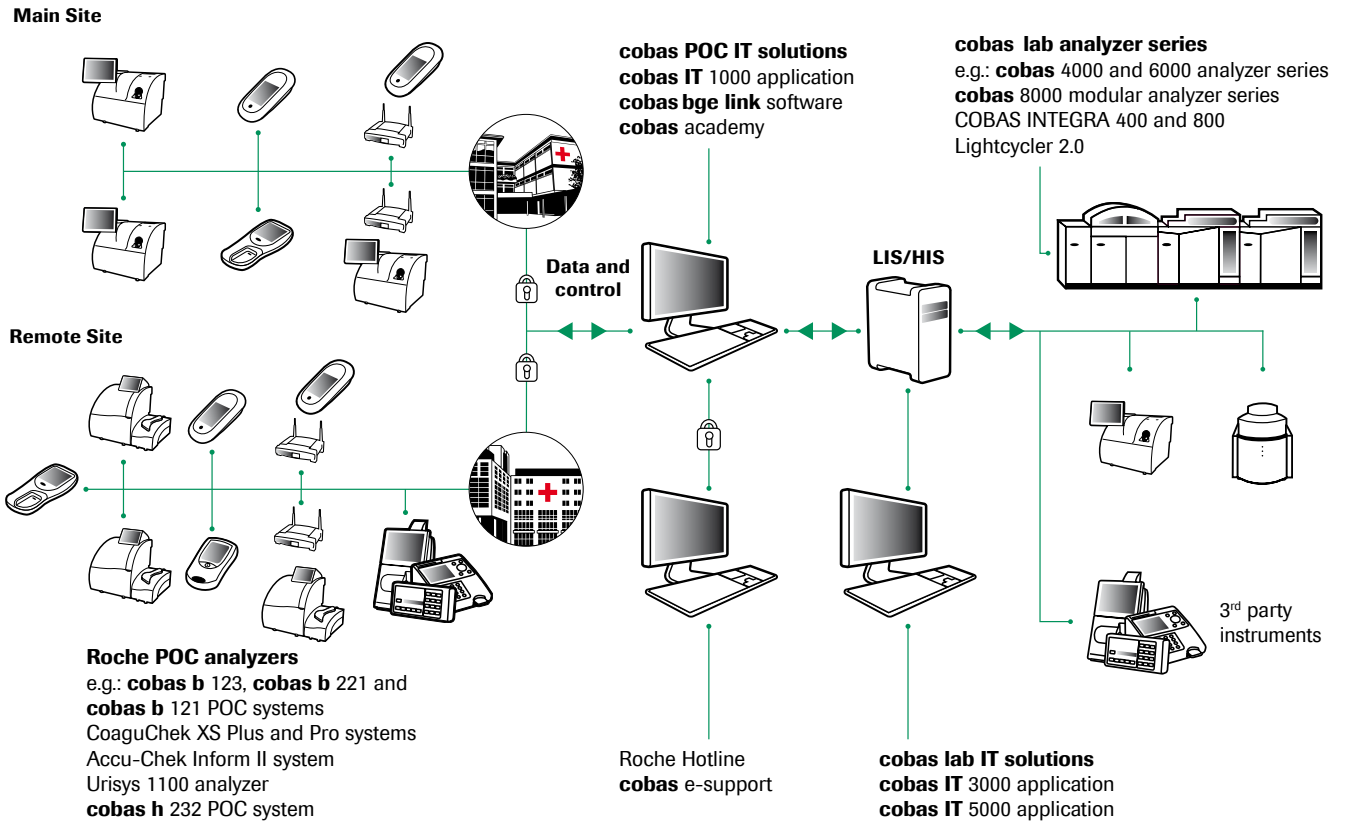 Main Site
cobas POC IT solutions
cobas IT 1000 application
cobas bge link software
cobas academy
cobas lab analyzer series
e.g.: cobas 4000 and 6000 analyzer series
cobas 8000 modular analyzer series
COBAS INTEGRA 400 and 800
Lightcycler 2.0
Data and
control
LIS/HIS
Remote Site
3rd party
instruments
Roche POC analyzers
e.g.: cobas b 123, cobas b 221 and
cobas b 121 POC systems
CoaguChek XS Plus and Pro systems
Accu-Chek Inform II system
Urisys 1100 analyzer
cobas h 232 POC system
Roche Hotline
cobas e-support
cobas lab IT solutions
cobas IT 3000 application
cobas IT 5000 application